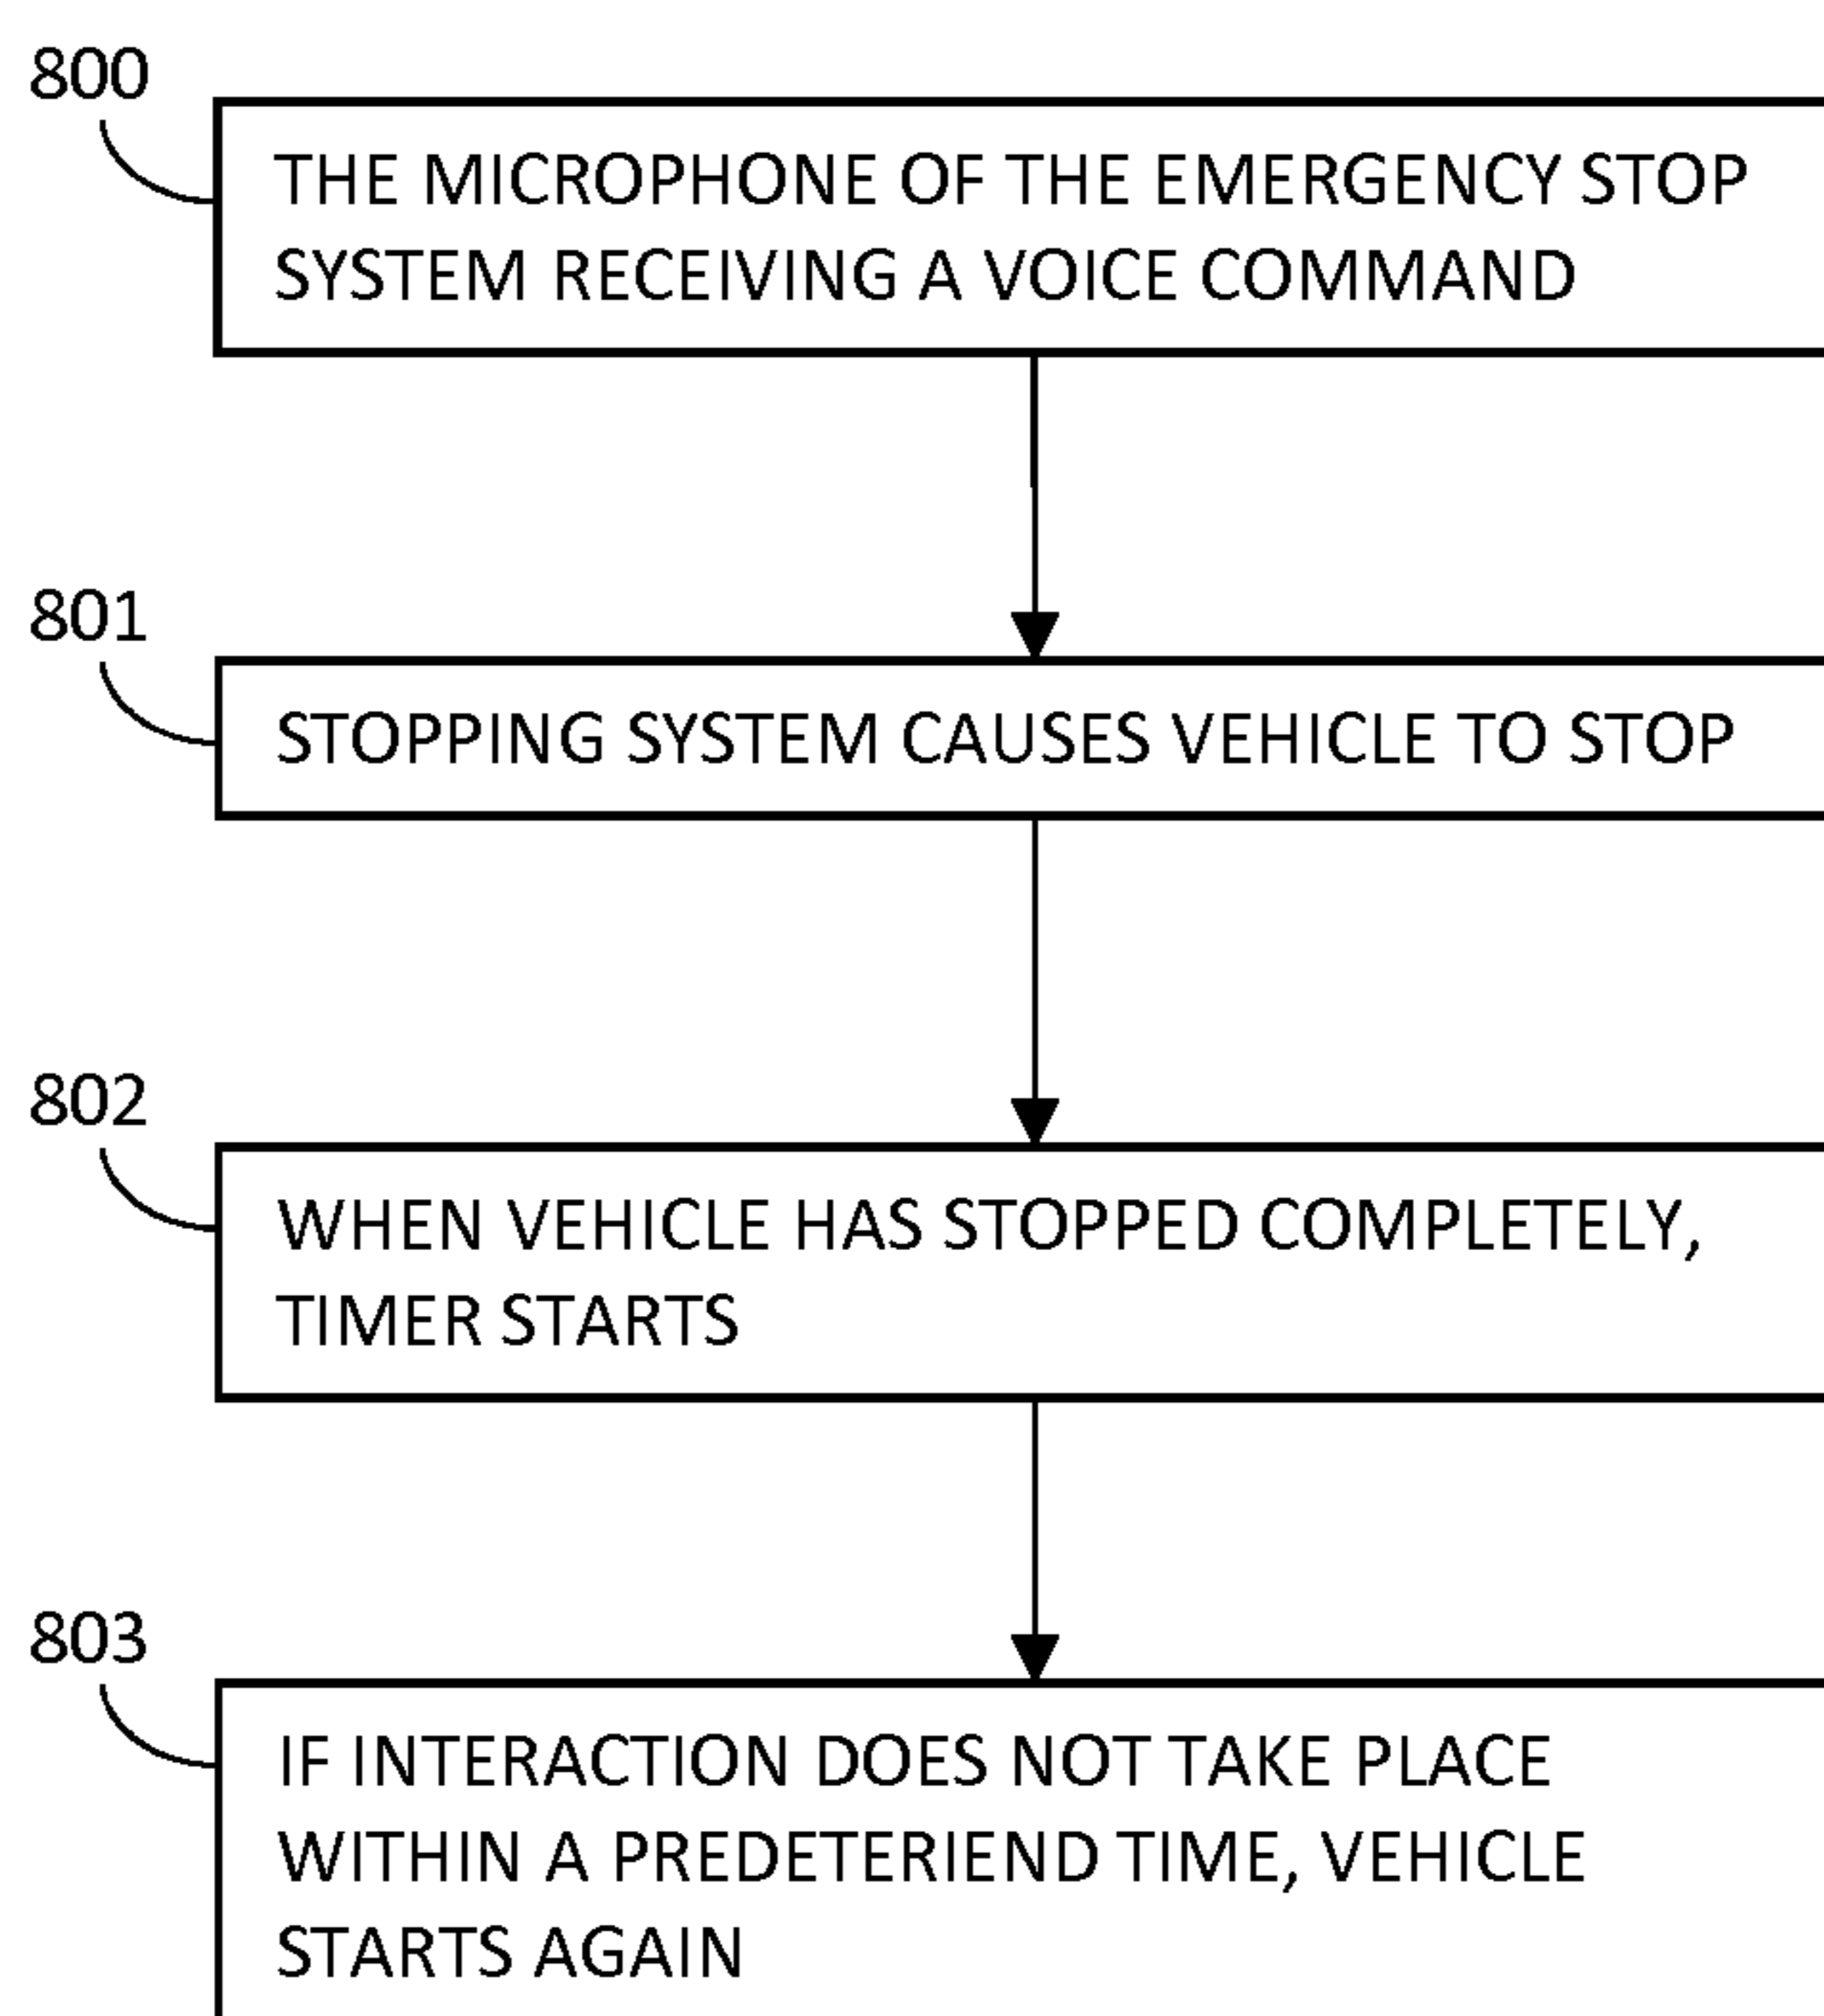 800
THE MICROPHONE OF THE EMERGENCY STOP
SYSTEM RECEIVING A VOICE COMMAND
801
STOPPING SYSTEM CAUSES VEHICLE TO STOP
802
WHEN VEHICLE HAS STOPPED COMPLETELY,
TIMER STARTS
803
IF INTERACTION DOES NOT TAKE PLACE
WITHIN A PREDETERIEND TIME, VEHICLE
STARTS AGAIN